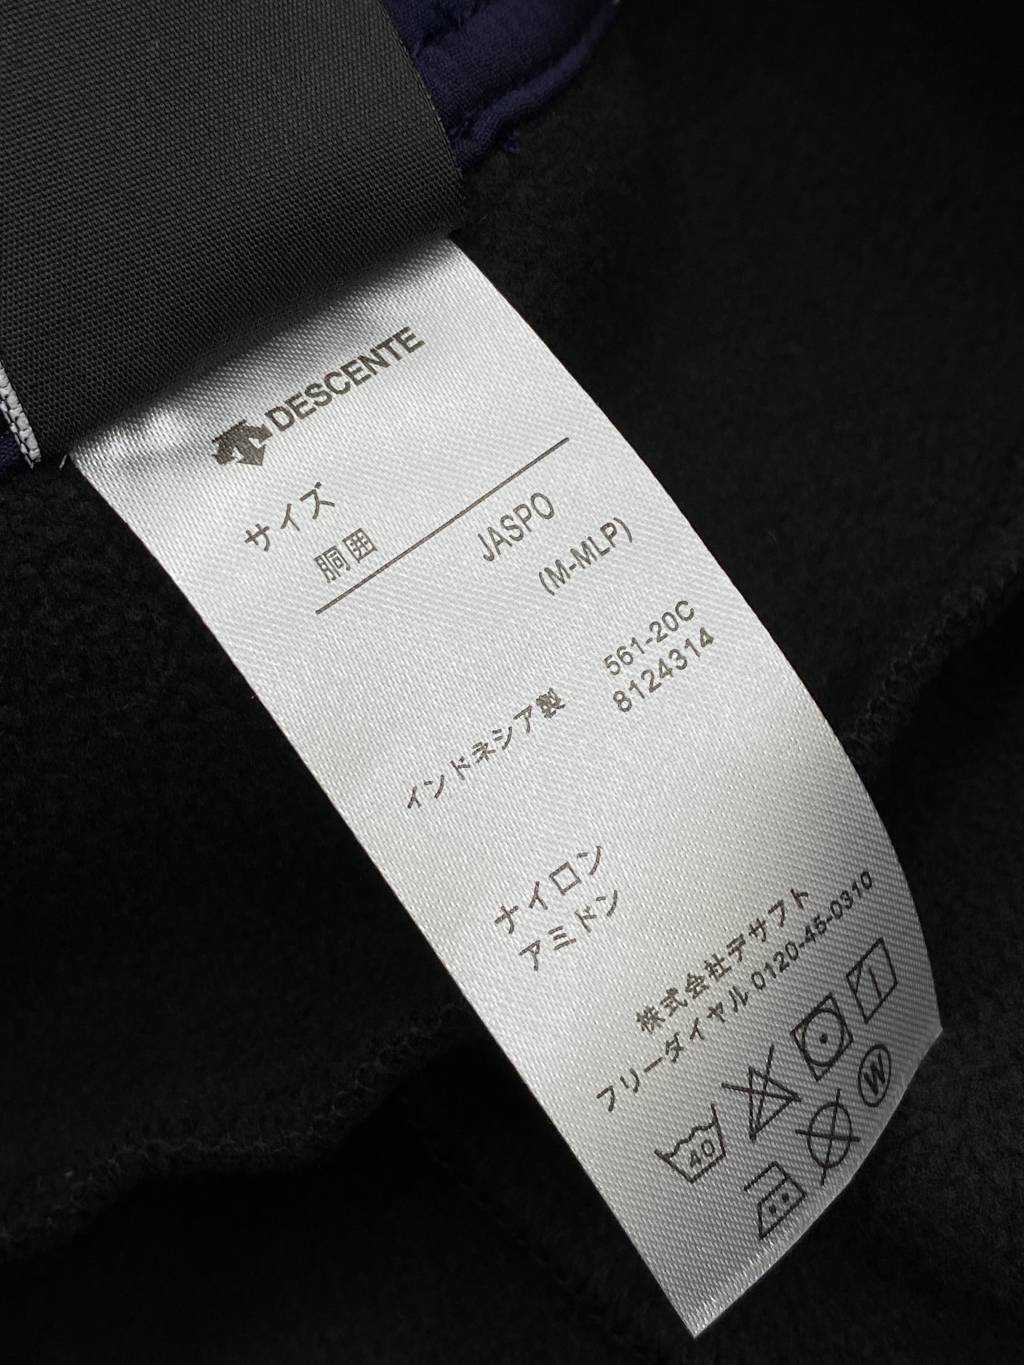 DESCENTE
サイズ
胴囲
JASPO
(M-MLP)
561-20C
インドネシア製 8124314
ナイロン
アミドン
株式会社デサフト
フリーダイヤル 0120-45-0310
40
W